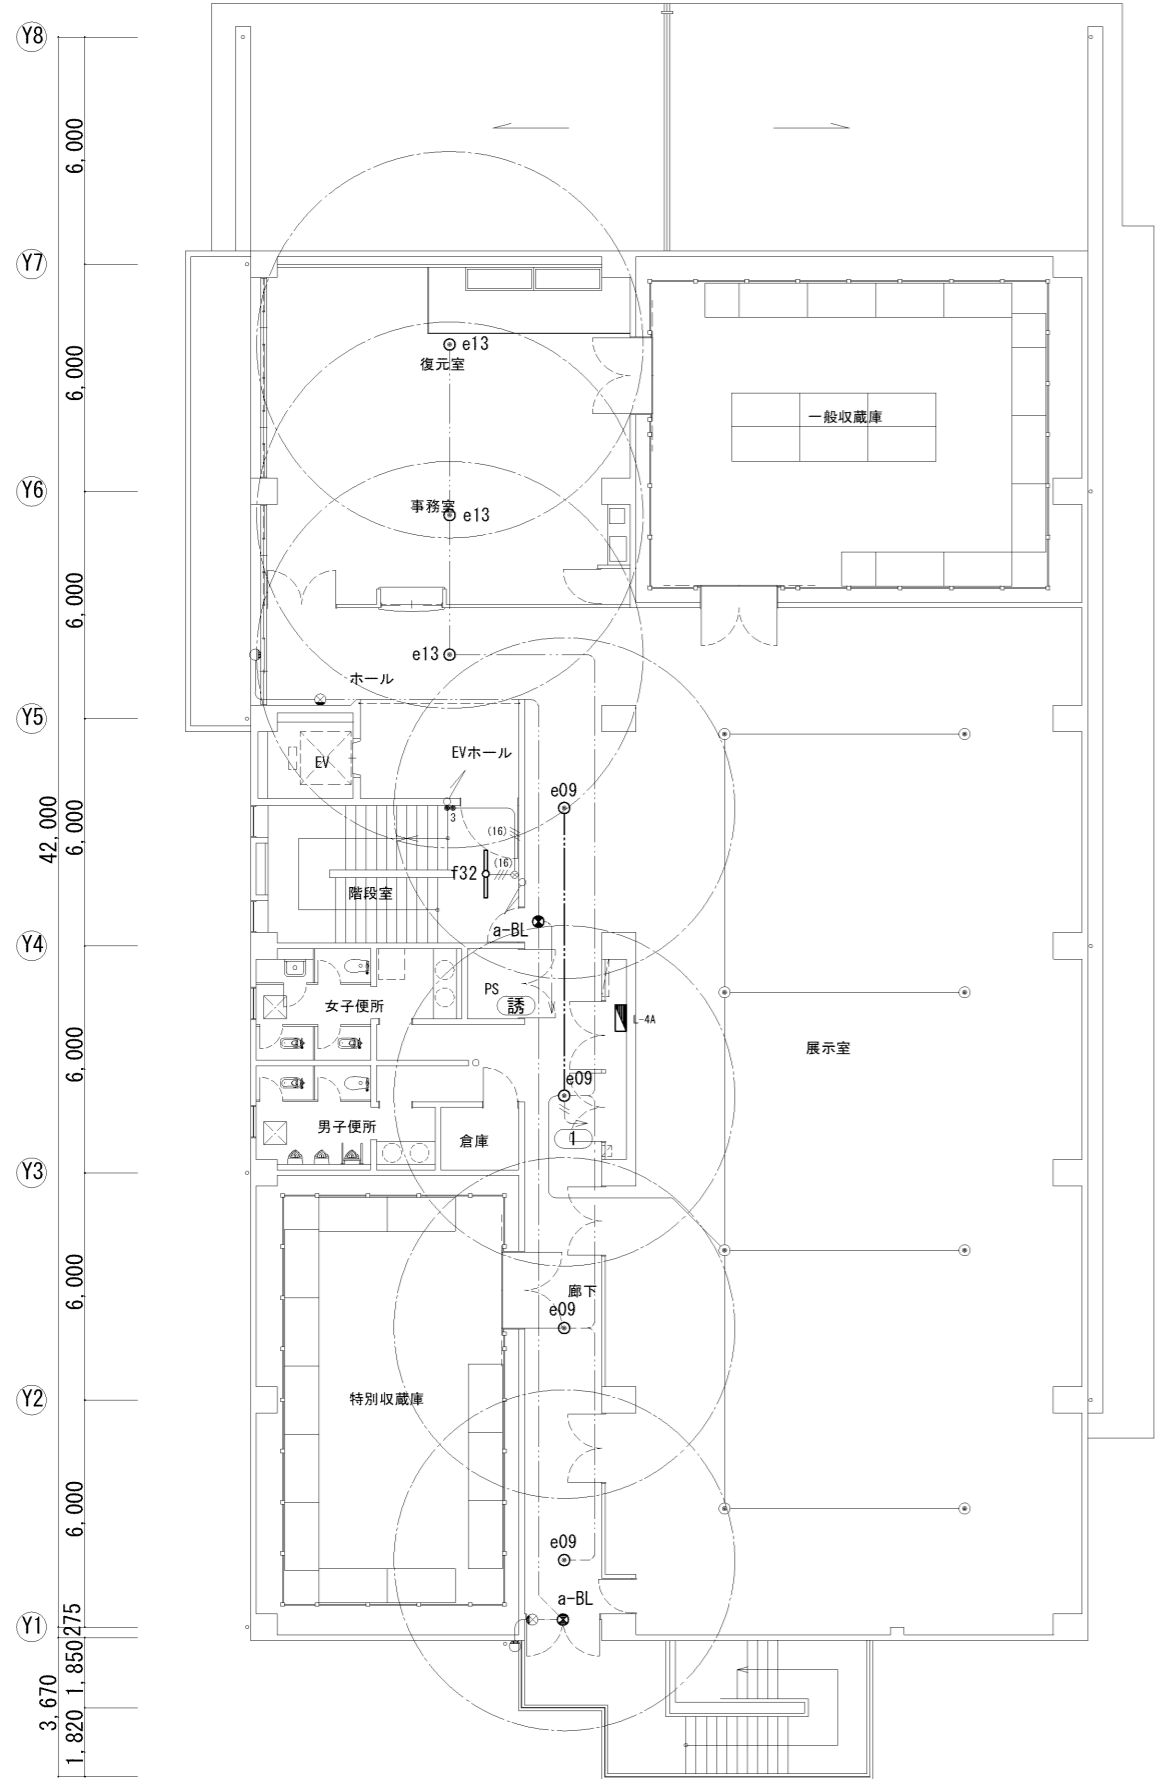 Y8
6,000
Y7
e13
復元室
6,000
一般収蔵庫
Y6
事務室
e13
6,000
e13
ホール
Y5
EVホール
EV
e09
3
(16)
42,000
6,000
(16)
f32
階段室
a-BL
Y4
PS
誘
女子便所
L-4A
展示室
6,000
e09
男子便所
1
倉庫
Y3
6,000
廊下
e09
特別収蔵庫
Y2
6,000
e09
a-BL
Y1
275
1,850
3,670
1,820